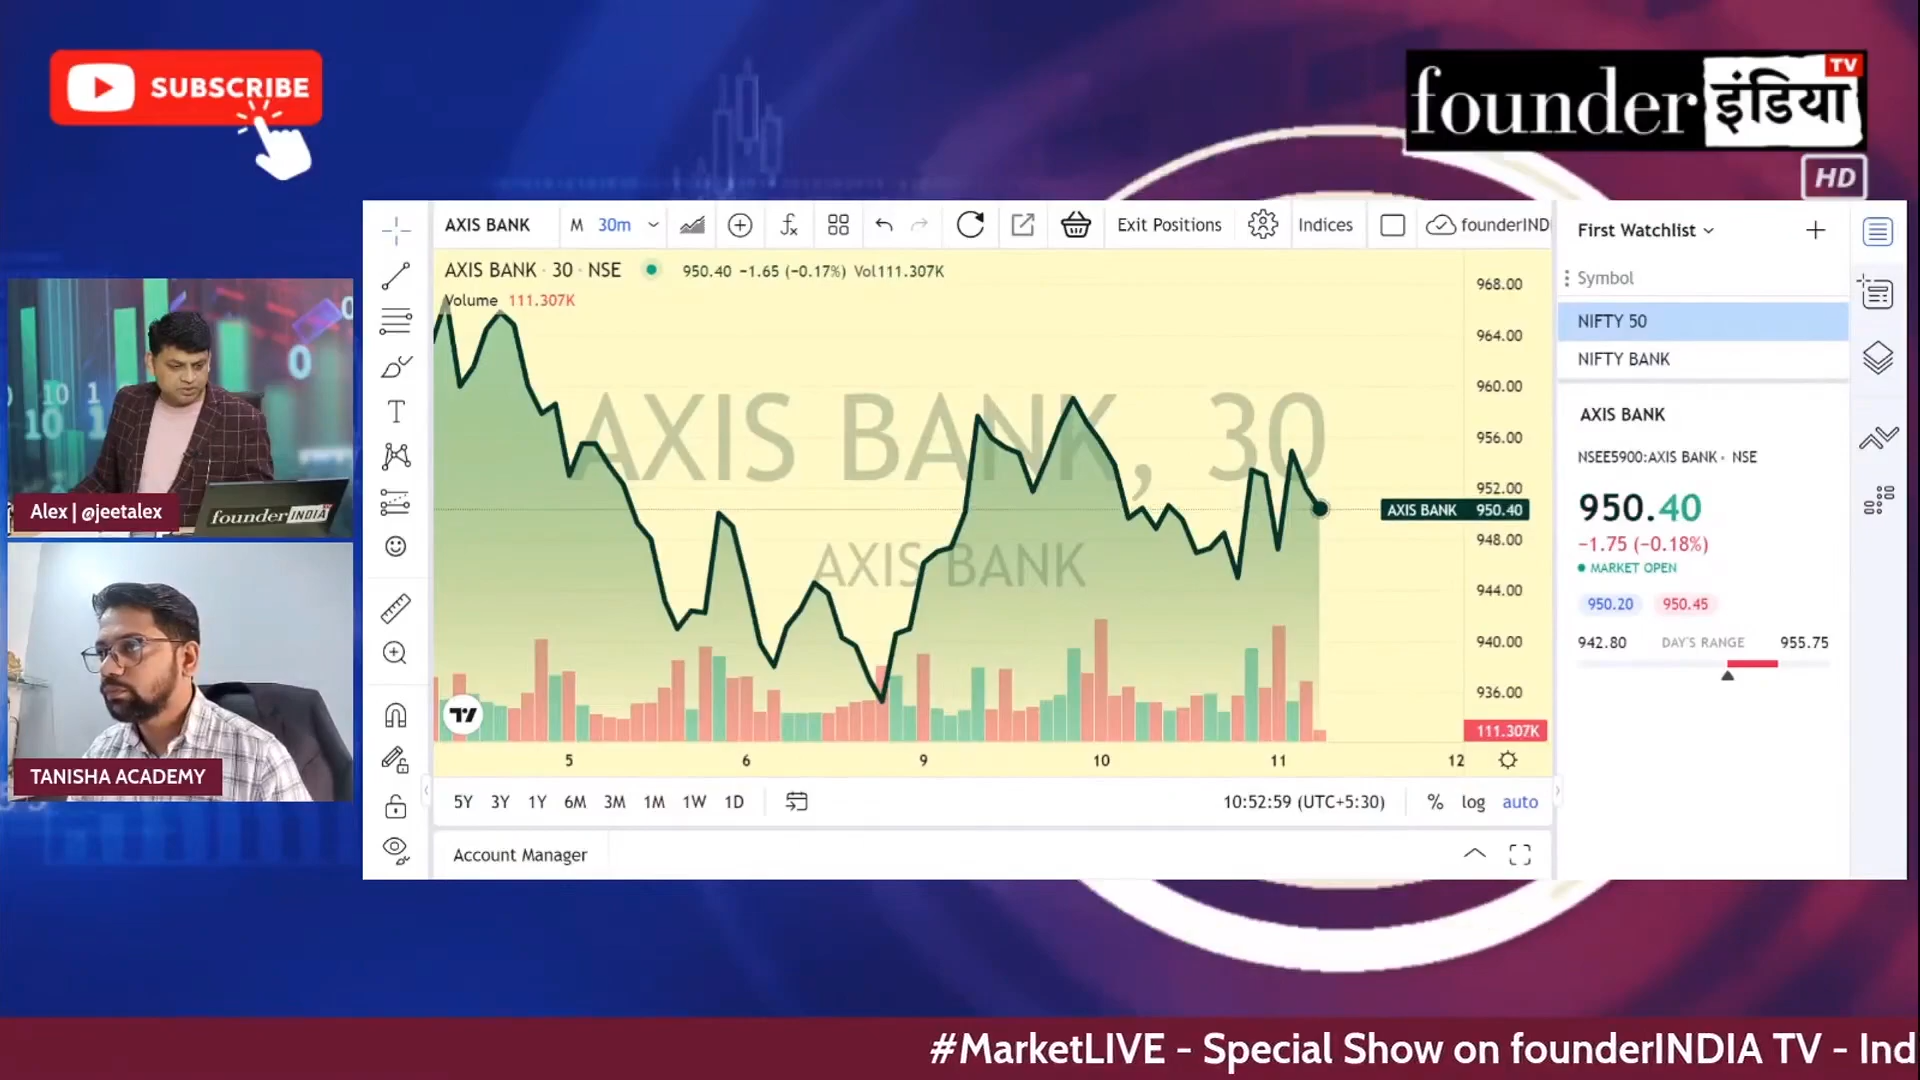 SUBSCRIBE
founder इंडिया TV
HD
AXIS BANK M 30m Exit Positions Indices founderIND
AXIS BANK · 30 · NSE 950.40 −1.65 (−0.17%) Vol111.307K
Volume 111.307K
AXIS BANK, 30
AXIS BANK
968.00
964.00
960.00
956.00
952.00
AXIS BANK 950.40
948.00
944.00
940.00
936.00
111.307K
5 6 9 10 11 12
5Y 3Y 1Y 6M 3M 1M 1W 1D 10:52:59 (UTC+5:30) % log auto
Account Manager
First Watchlist
Symbol
NIFTY 50
NIFTY BANK
AXIS BANK
NSEE5900:AXIS BANK · NSE
950.40
−1.75 (−0.18%)
MARKET OPEN
950.20 950.45
942.80 DAY'S RANGE 955.75
Alex | @jeetalex
founder INDIA TV
TANISHA ACADEMY
#MarketLIVE - Special Show on founderINDIA TV - Ind